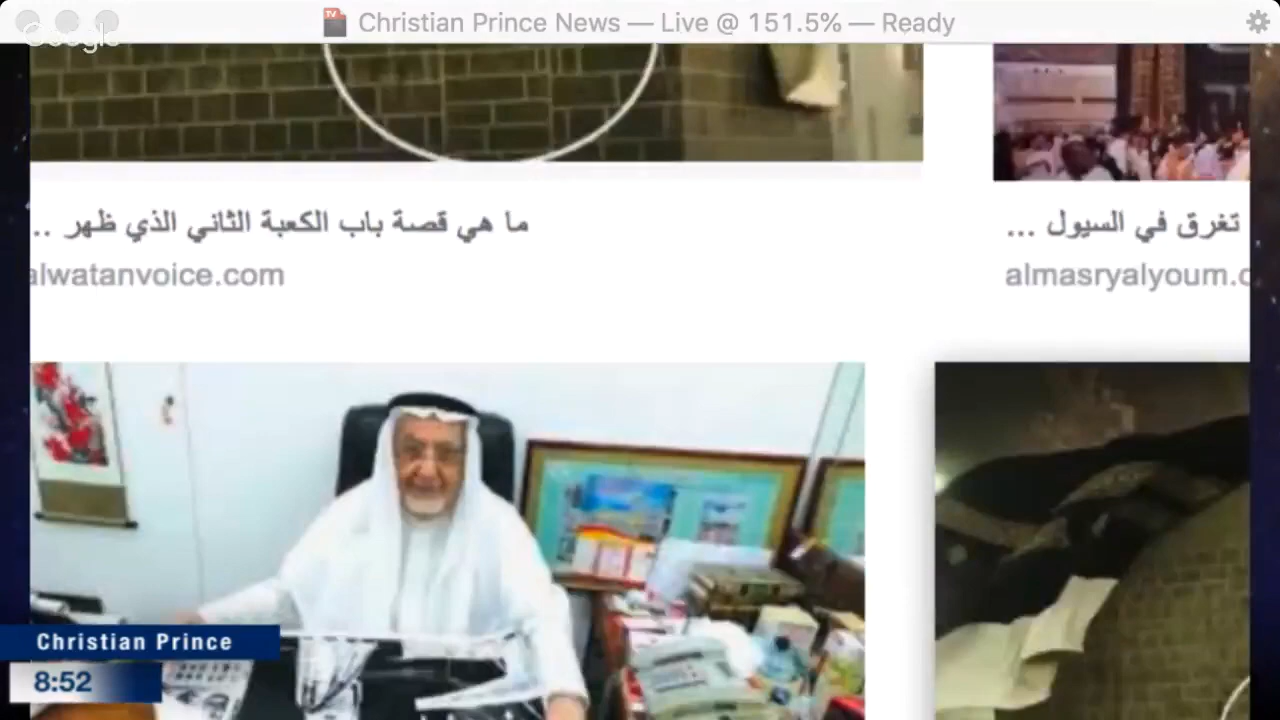 Christian Prince News — Live @ 151.5% — Ready
Google
ما هي قصة باب الكعبة الثاني الذي ظهر ..
alwatanvoice.com
تغرق في السيول ...
almasryalyoum.c
Christian Prince
8:52